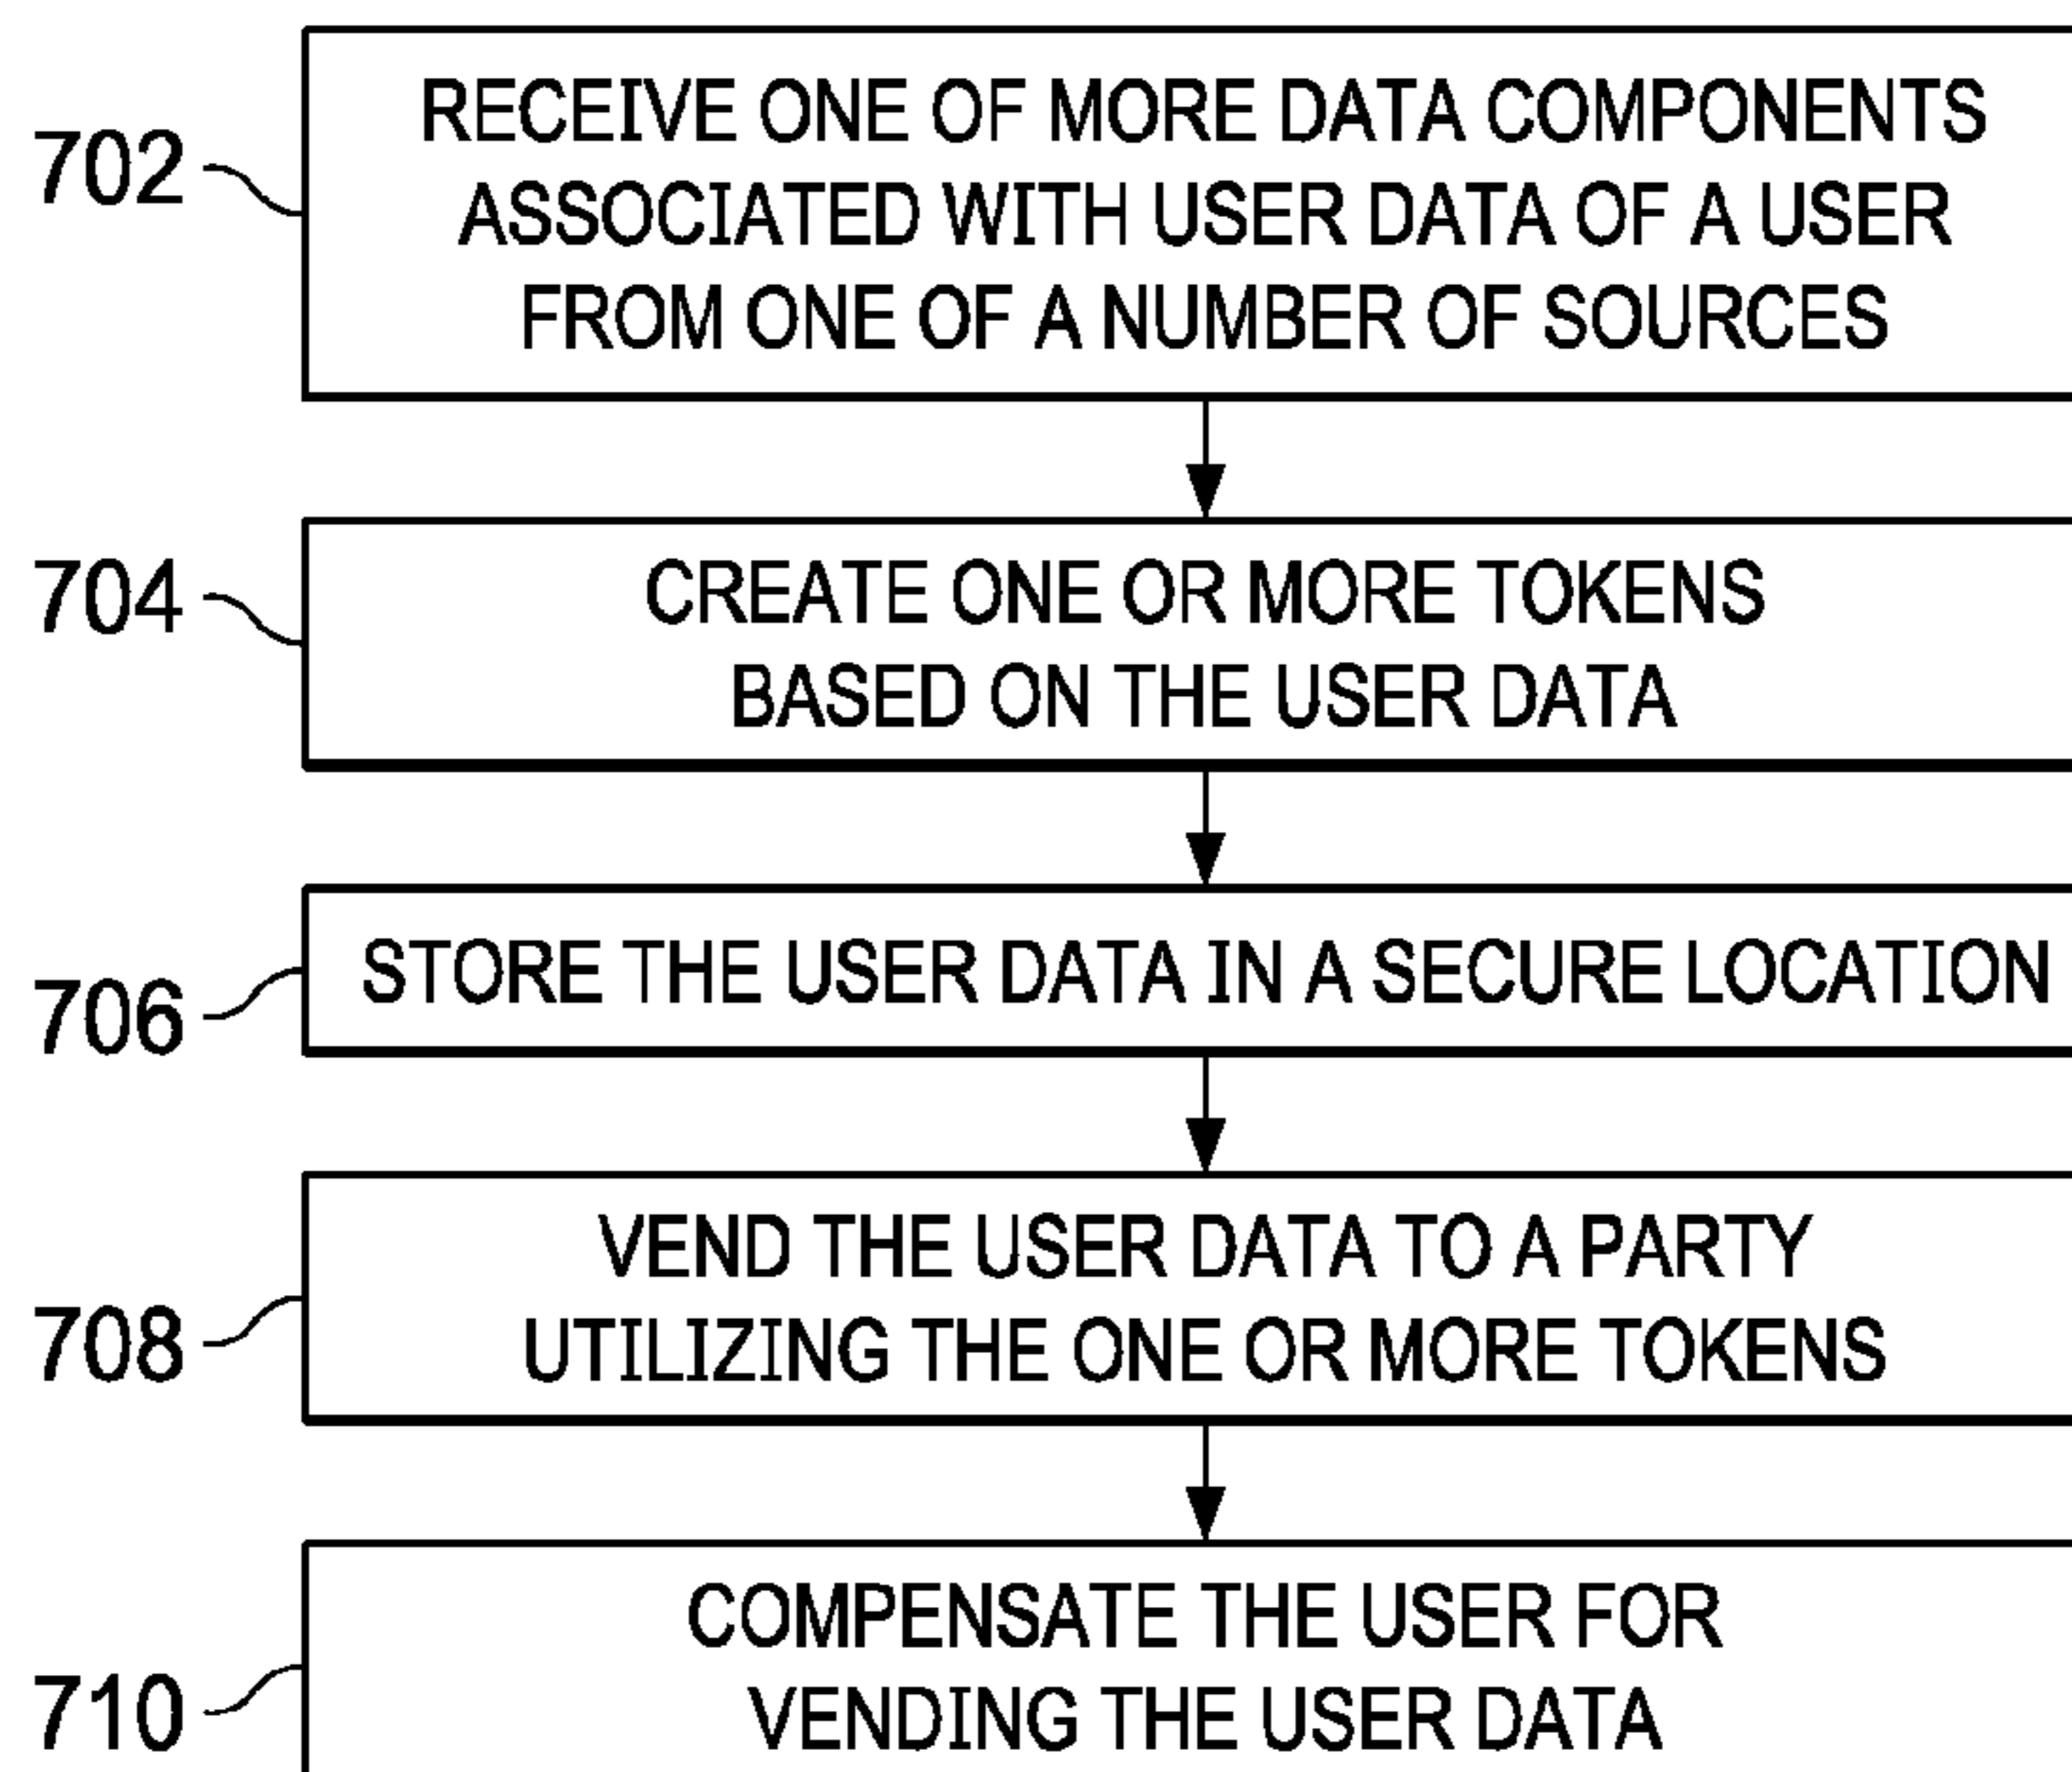 702
RECEIVE ONE OF MORE DATA COMPONENTS
ASSOCIATED WITH USER DATA OF A USER
FROM ONE OF A NUMBER OF SOURCES
704
CREATE ONE OR MORE TOKENS
BASED ON THE USER DATA
706
STORE THE USER DATA IN A SECURE LOCATION
708
VEND THE USER DATA TO A PARTY
UTILIZING THE ONE OR MORE TOKENS
710
COMPENSATE THE USER FOR
VENDING THE USER DATA